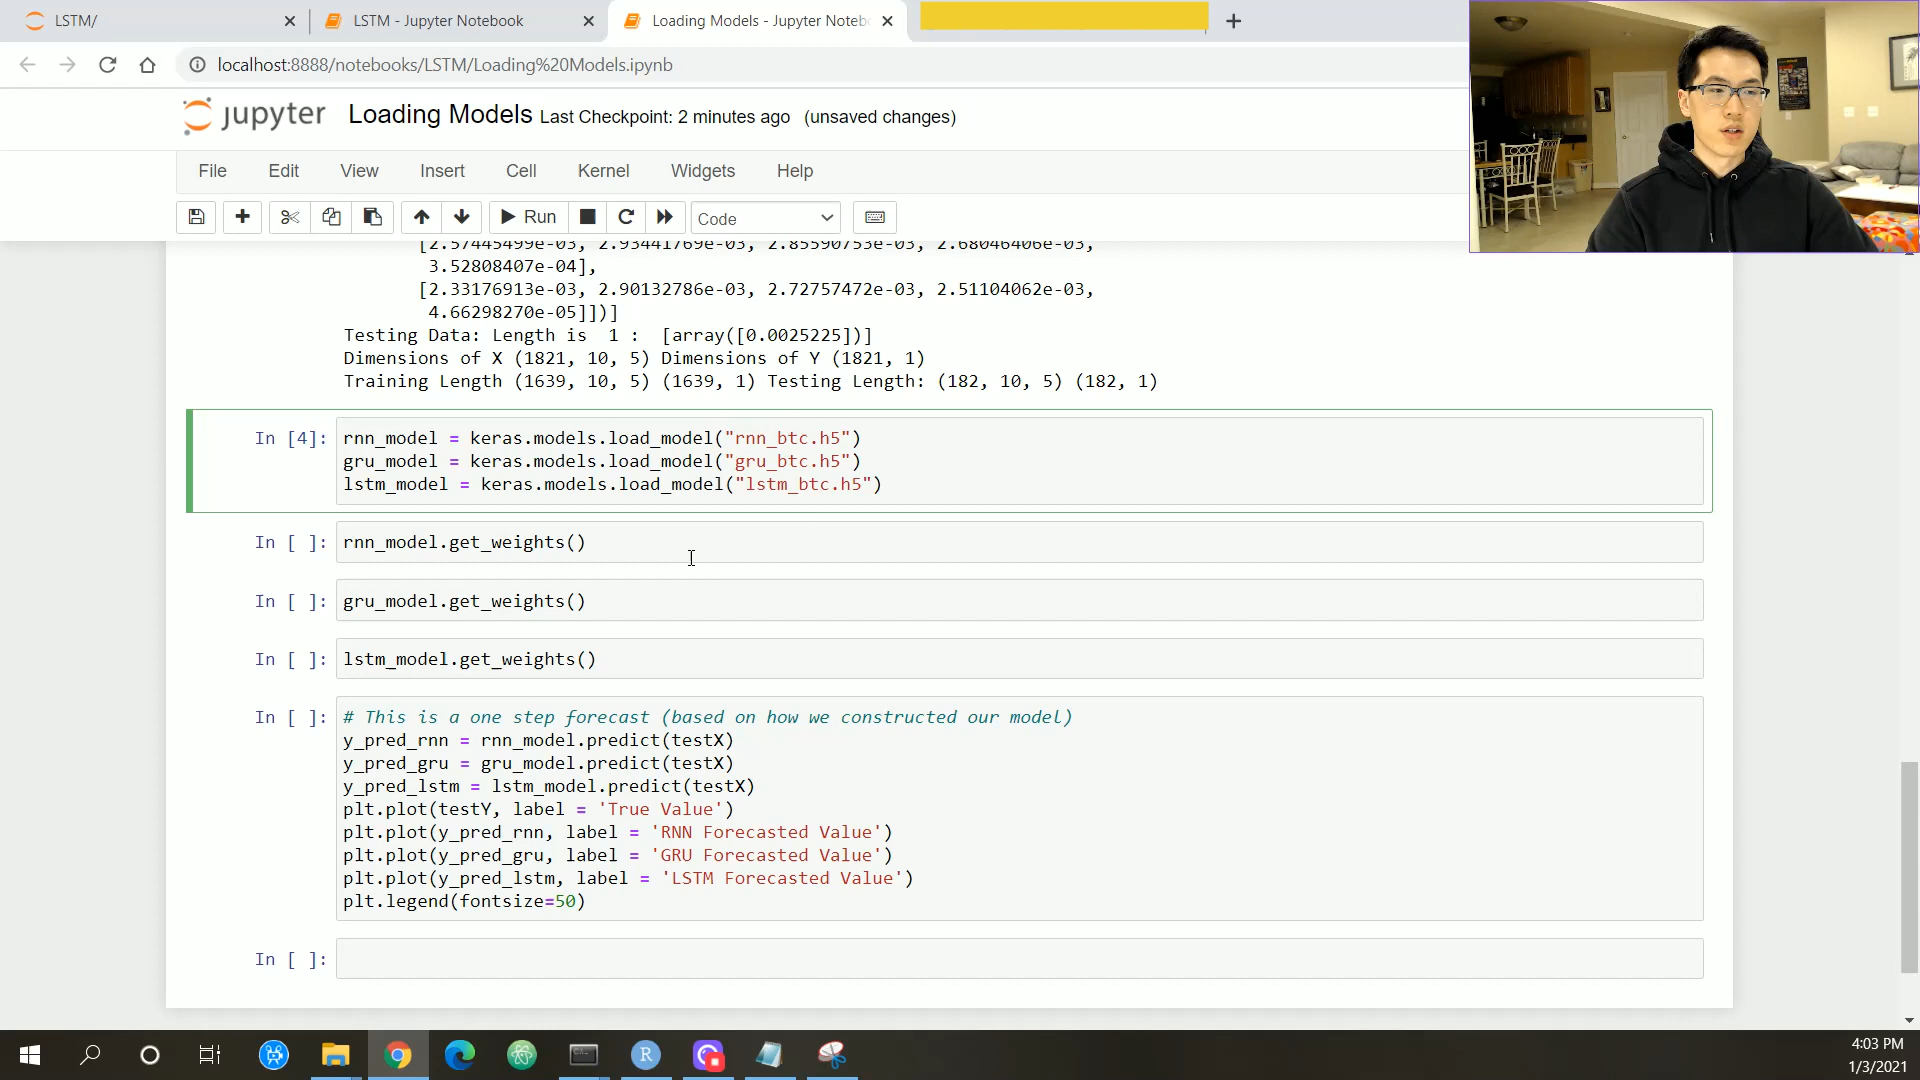 LSTM/
LSTM - Jupyter Notebook
Loading Models - Jupyter Noteb
localhost:8888/notebooks/LSTM/Loading%20Models.ipynb
jupyter Loading Models Last Checkpoint: 2 minutes ago (unsaved changes)
File Edit View Insert Cell Kernel Widgets Help
Run Code
[2.57445499e-03, 2.93441769e-03, 2.85590753e-03, 2.68046406e-03,
3.52808407e-04],
[2.33176913e-03, 2.90132786e-03, 2.72757472e-03, 2.51104062e-03,
4.66298270e-05]])]
Testing Data: Length is  1 :  [array([0.0025225])]
Dimensions of X (1821, 10, 5) Dimensions of Y (1821, 1)
Training Length (1639, 10, 5) (1639, 1) Testing Length: (182, 10, 5) (182, 1)
In [4]: rnn_model = keras.models.load_model("rnn_btc.h5")
gru_model = keras.models.load_model("gru_btc.h5")
lstm_model = keras.models.load_model("lstm_btc.h5")
In [ ]: rnn_model.get_weights()
In [ ]: gru_model.get_weights()
In [ ]: lstm_model.get_weights()
In [ ]: # This is a one step forecast (based on how we constructed our model)
y_pred_rnn = rnn_model.predict(testX)
y_pred_gru = gru_model.predict(testX)
y_pred_lstm = lstm_model.predict(testX)
plt.plot(testY, label = 'True Value')
plt.plot(y_pred_rnn, label = 'RNN Forecasted Value')
plt.plot(y_pred_gru, label = 'GRU Forecasted Value')
plt.plot(y_pred_lstm, label = 'LSTM Forecasted Value')
plt.legend(fontsize=50)
In [ ]:
R
4:03 PM
1/3/2021